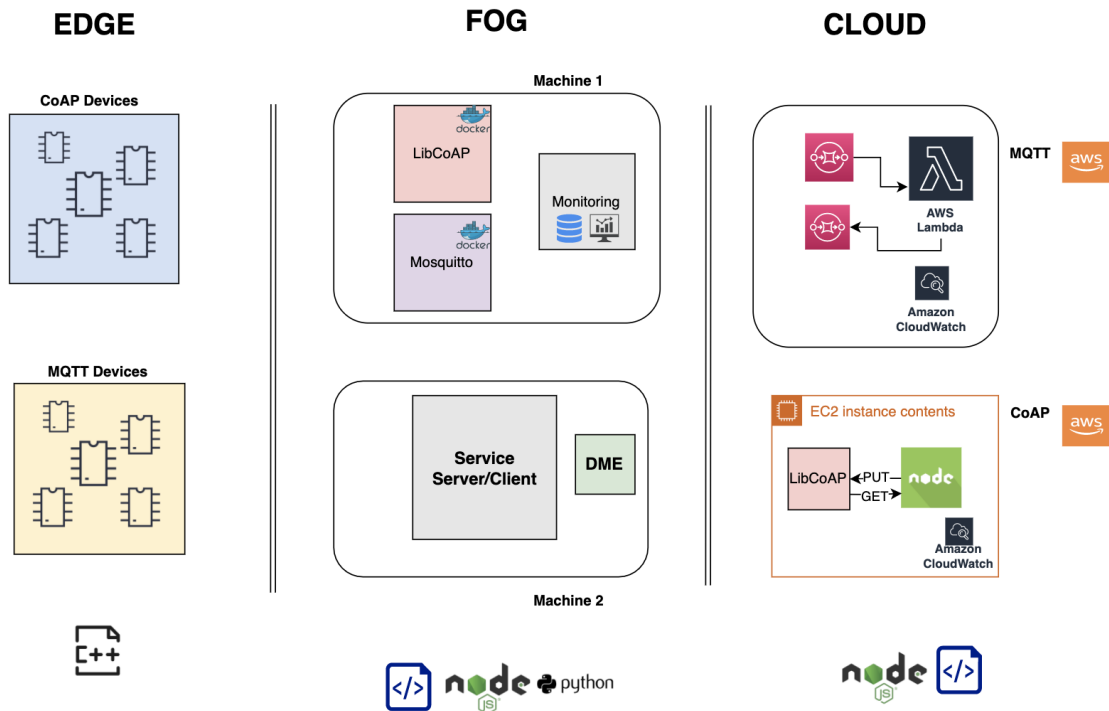 EDGE
FOG
CLOUD
CoAP Devices
Machine 1
docker
LibCoAP
Monitoring
docker
Mosquitto
MQTT
aws
AWS
Lambda
Amazon
CloudWatch
MQTT Devices
Service
Server/Client
DME
Machine 2
EC2 instance contents
CoAP
aws
LibCoAP
PUT
GET
node
Amazon
CloudWatch
C++
</>
node
JS
python
node
JS
</>